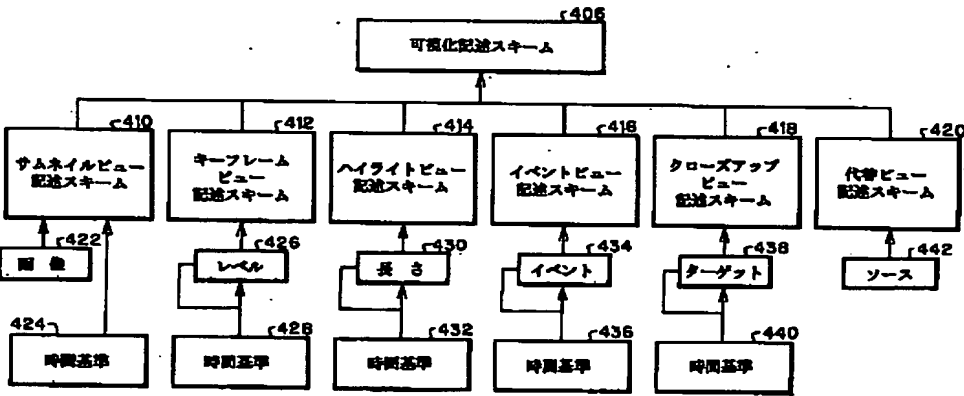 406
可視化記述スキーム
410
サムネイルビュー
記述スキーム
412
キーフレーム
ビュー
記述スキーム
414
ハイライトビュー
記述スキーム
416
イベントビュー
記述スキーム
418
クローズアップ
ビュー
記述スキーム
420
代替ビュー
記述スキーム
422
画像
426
レベル
430
長さ
434
イベント
438
ターゲット
442
ソース
424
時間基準
428
時間基準
432
時間基準
436
時間基準
440
時間基準